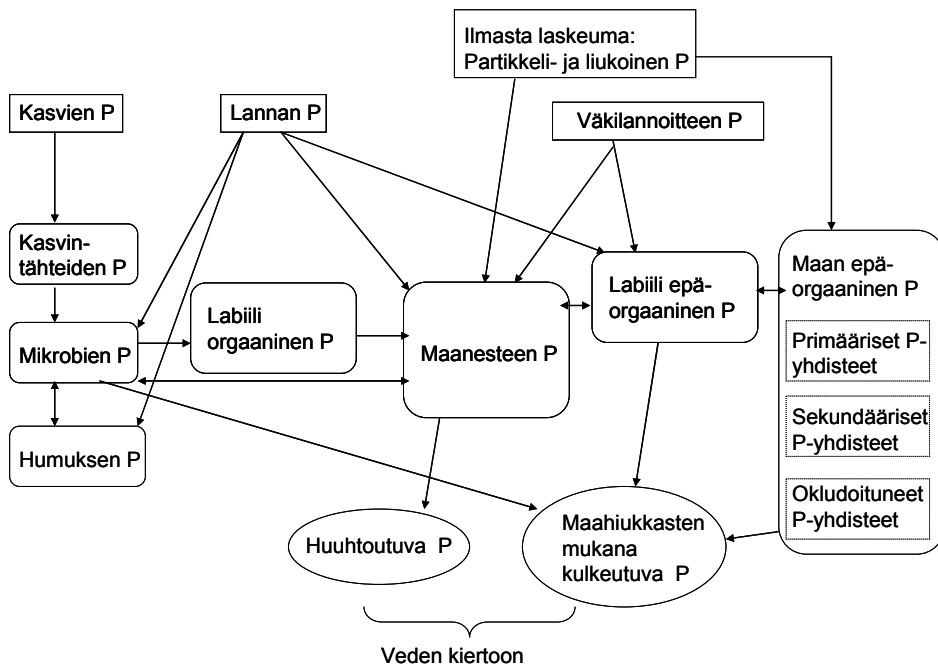 Ilmasta laskeuma:
Partikkeli- ja liukoinen P
Kasvien P
Lannan P
Väkilannoitteen P
Kasvin-
tähteiden P
Labiili epä-
orgaaninen P
Maan epä-
orgaaninen P
Labiili
orgaaninen P
Maanesteen P
Mikrobien P
Primääriset P-
yhdisteet
Sekundääriset
P-yhdisteet
Humuksen P
Okludoituneet
P-yhdisteet
Huuhtoutuva P
Maahiukkasten
mukana
kulkeutuva P
Veden kiertoon